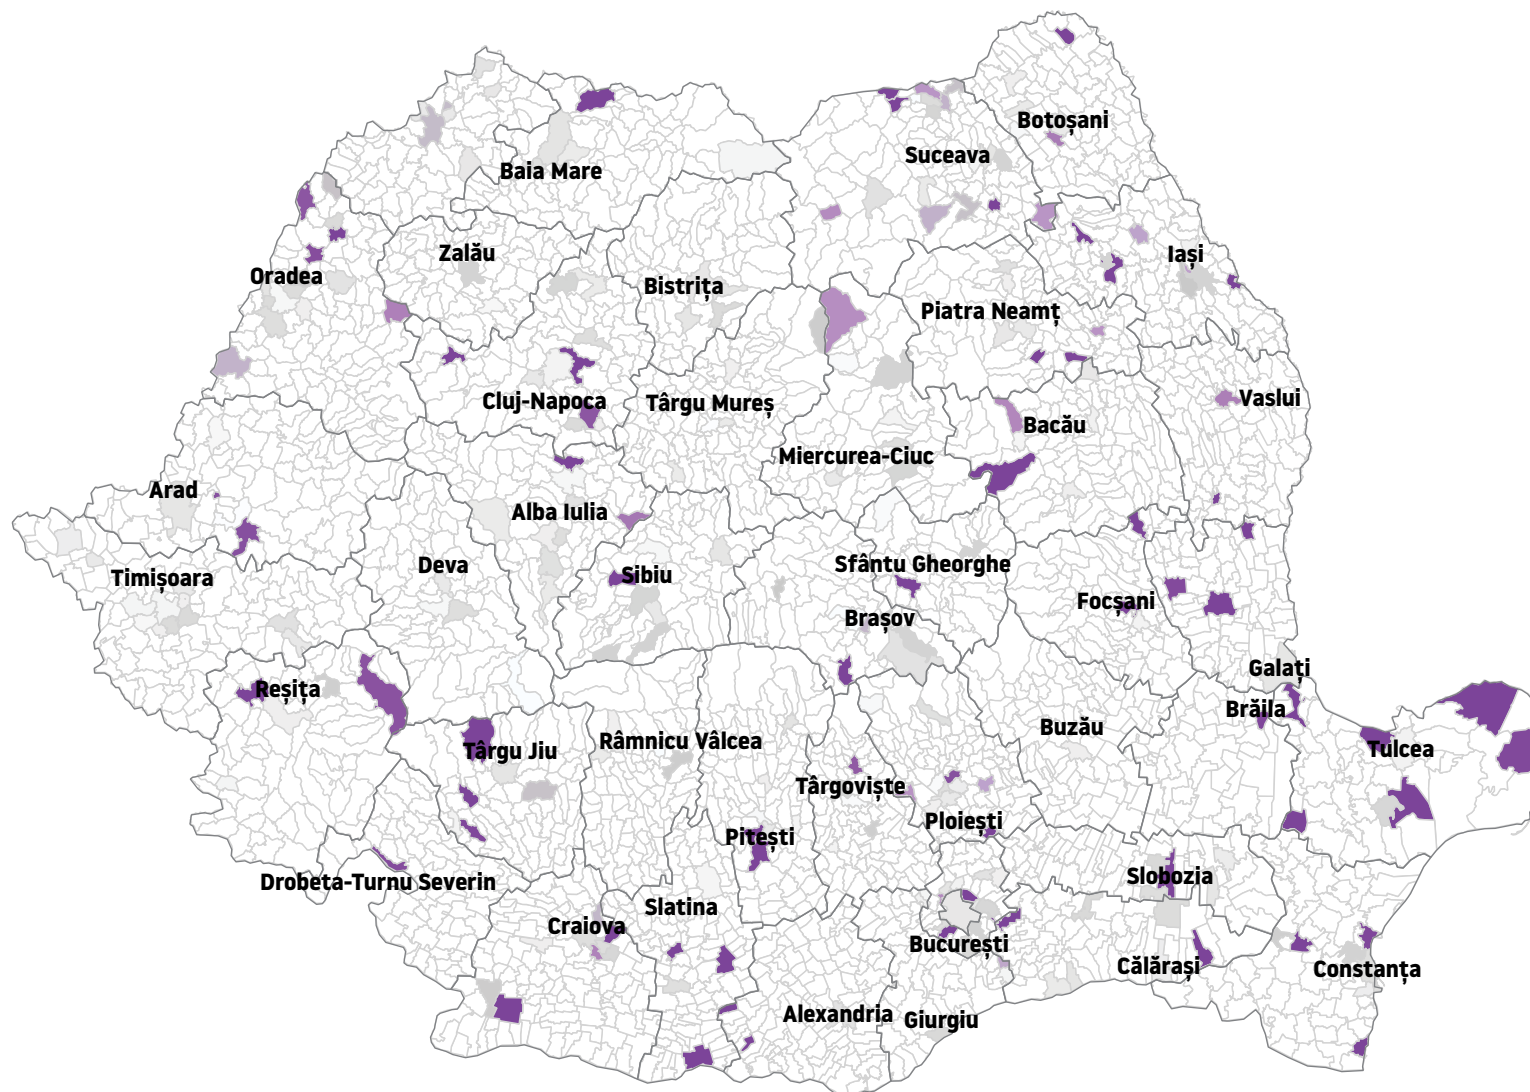 Botoșani
Suceava
Baia Mare
Zalău
Iași
Oradea
Bistrița
Piatra Neamț
Cluj-Napoca
Târgu Mureș
Vaslui
Bacău
Miercurea-Ciuc
Arad
Alba Iulia
Deva
Sibiu
Sfântu Gheorghe
Timișoara
Focșani
Brașov
Galați
Reșița
Brăila
Buzău
Râmnicu Vâlcea
Târgu Jiu
Tulcea
Târgoviște
Ploiești
Pitești
Slobozia
Drobeta-Turnu Severin
Slatina
Craiova
București
Călărași
Constanța
Alexandria
Giurgiu